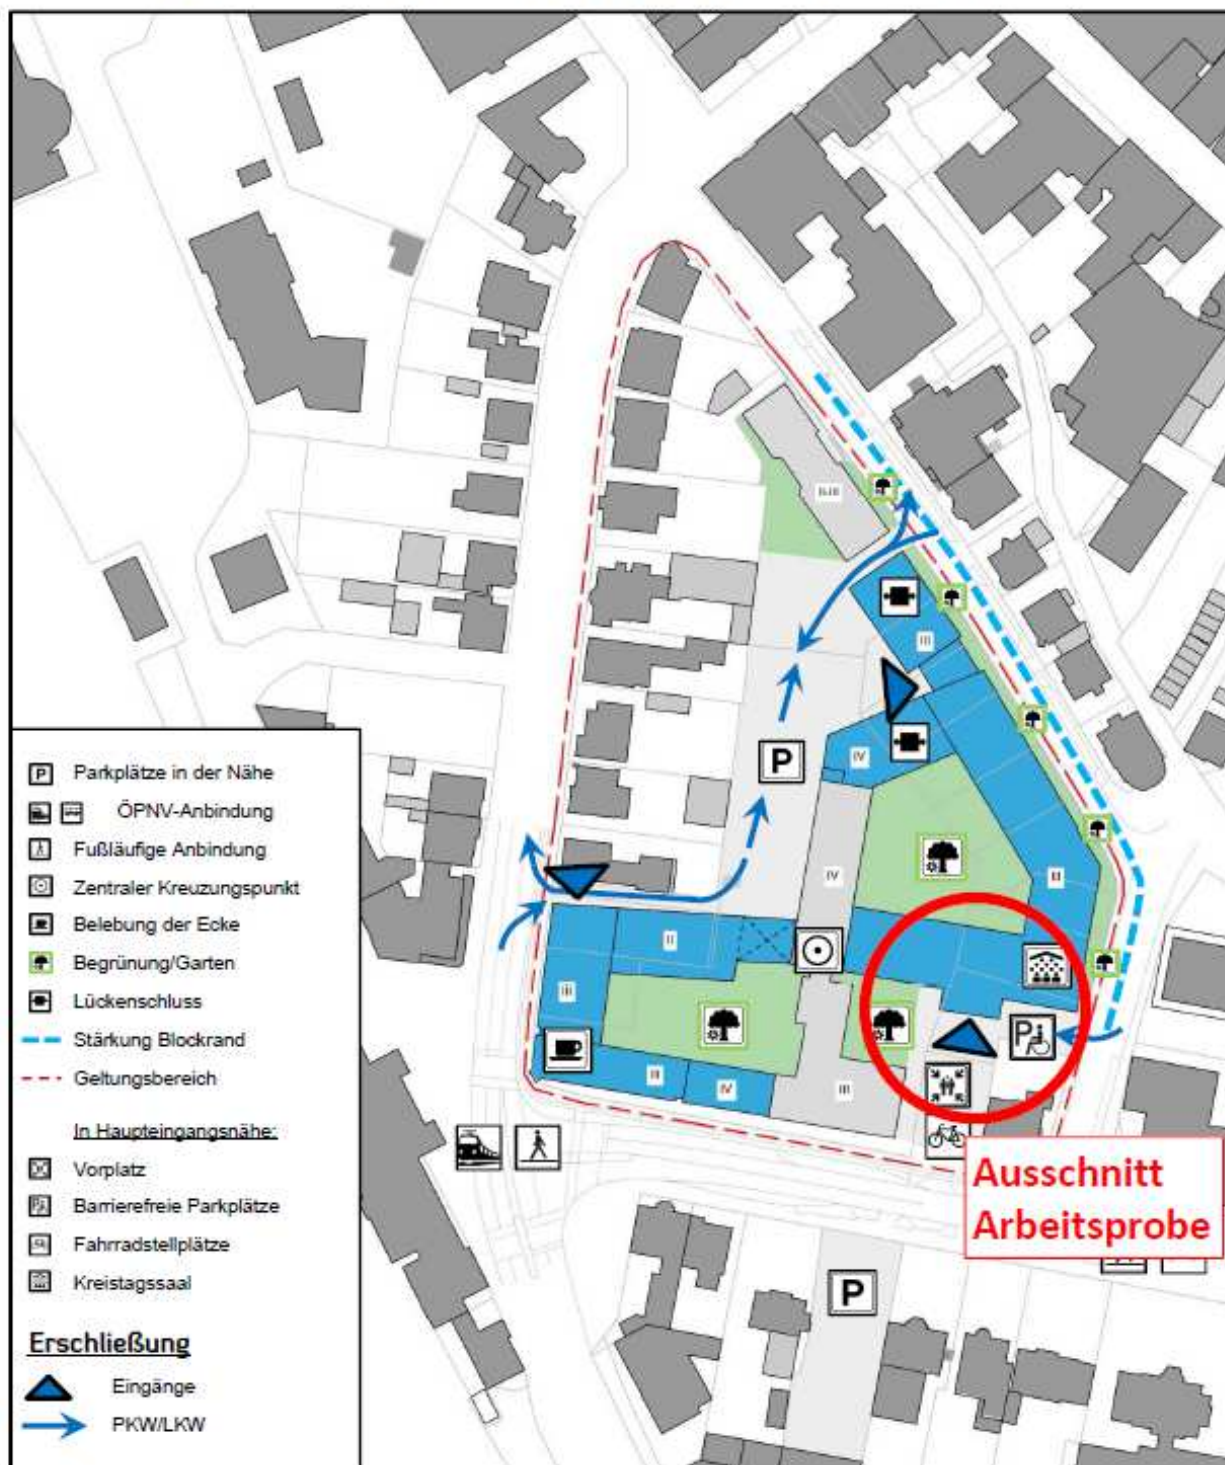 II-III
III
P
IV
IV
III
II
III
III
IV
III
P
P
Ausschnitt
Arbeitsprobe
P Parkplätze in der Nähe
ÖPNV-Anbindung
Fußläufige Anbindung
Zentraler Kreuzungspunkt
Belebung der Ecke
Begrünung/Garten
Lückenschluss
Stärkung Blockrand
Geltungsbereich
In Haupteingangsnähe:
Vorplatz
P Barrierefreie Parkplätze
Fahrradstellplätze
Kreistagssaal
Erschließung
Eingänge
PKW/LKW